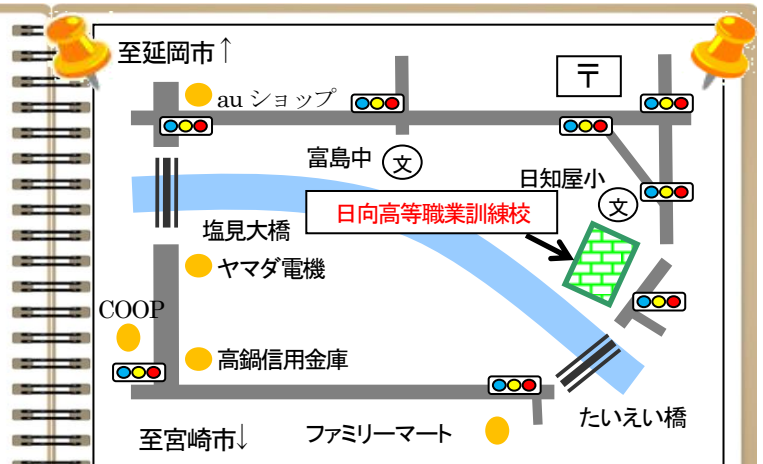 至延岡市↑
〒
au ショップ
富島中
文
日知屋小
文
日向高等職業訓練校
塩見大橋
ヤマダ電機
COOP
高鍋信用金庫
たいえい橋
至宮崎市↓
ファミリーマート